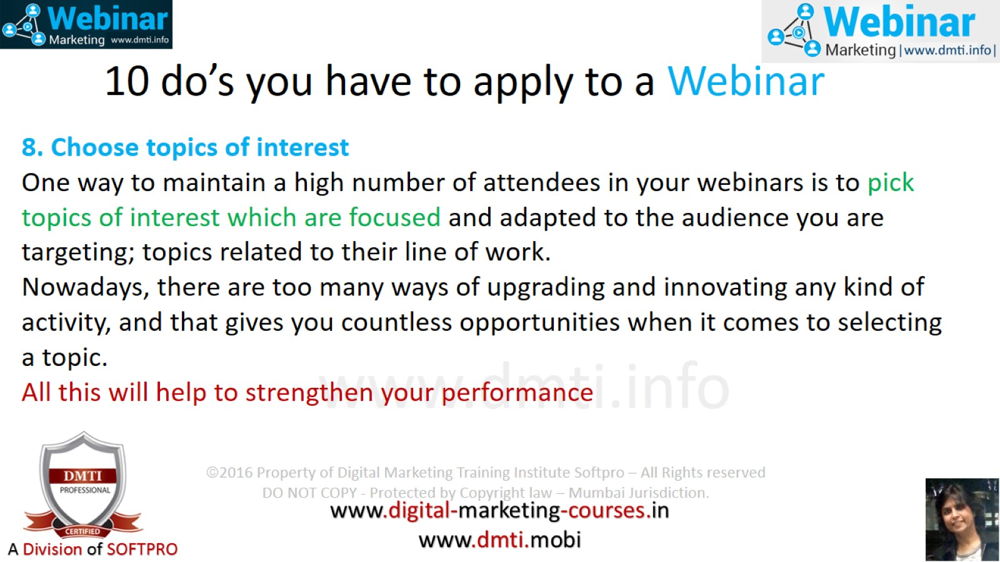 Webinar
Marketing www.dmti.info
Webinar
Marketing|www.dmti.info|
10 do’s you have to apply to a Webinar
8. Choose topics of interest
One way to maintain a high number of attendees in your webinars is to pick
topics of interest which are focused and adapted to the audience you are
targeting; topics related to their line of work.
Nowadays, there are too many ways of upgrading and innovating any kind of
activity, and that gives you countless opportunities when it comes to selecting
a topic.
www.dmti.info
All this will help to strengthen your performance
DMTI
PROFESSIONAL
CERTIFIED
A Division of SOFTPRO
©2016 Property of Digital Marketing Training Institute Softpro – All Rights reserved
DO NOT COPY - Protected by Copyright law – Mumbai Jurisdiction.
www.digital-marketing-courses.in
www.dmti.mobi